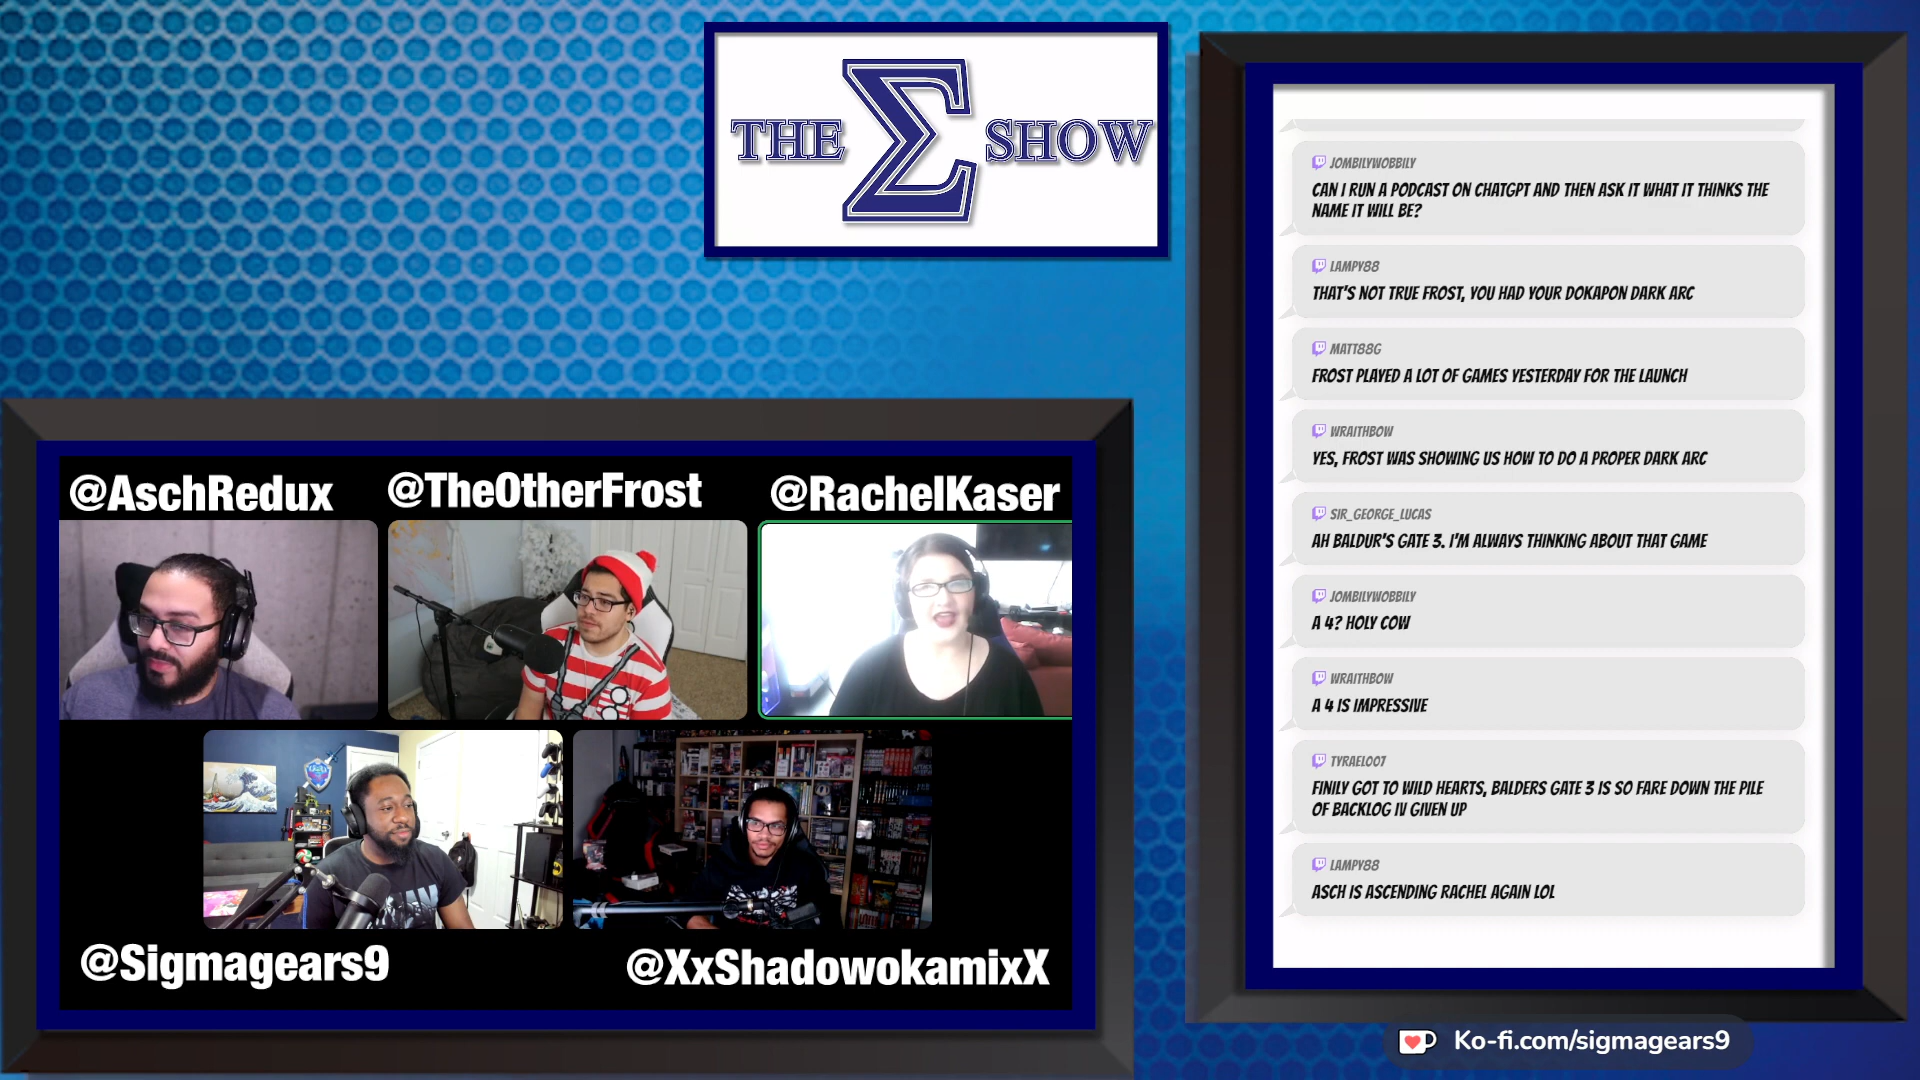 THE Σ SHOW
@AschRedux
@TheOtherFrost
@RachelKaser
@Sigmagears9
@XxShadowokamixX
JOMBILYWOBBILY
CAN I RUN A PODCAST ON CHATGPT AND THEN ASK IT WHAT IT THINKS THE
NAME IT WILL BE?
LAMPY88
THAT'S NOT TRUE FROST, YOU HAD YOUR DOKAPON DARK ARC
MATT88G
FROST PLAYED A LOT OF GAMES YESTERDAY FOR THE LAUNCH
WRAITHBOW
YES, FROST WAS SHOWING US HOW TO DO A PROPER DARK ARC
SIR_GEORGE_LUCAS
AH BALDUR'S GATE 3. I'M ALWAYS THINKING ABOUT THAT GAME
JOMBILYWOBBILY
A 4? HOLY COW
WRAITHBOW
A 4 IS IMPRESSIVE
TYRAEL007
FINILY GOT TO WILD HEARTS, BALDERS GATE 3 IS SO FARE DOWN THE PILE
OF BACKLOG IV GIVEN UP
LAMPY88
ASCH IS ASCENDING RACHEL AGAIN LOL
Ko-fi.com/sigmagears9